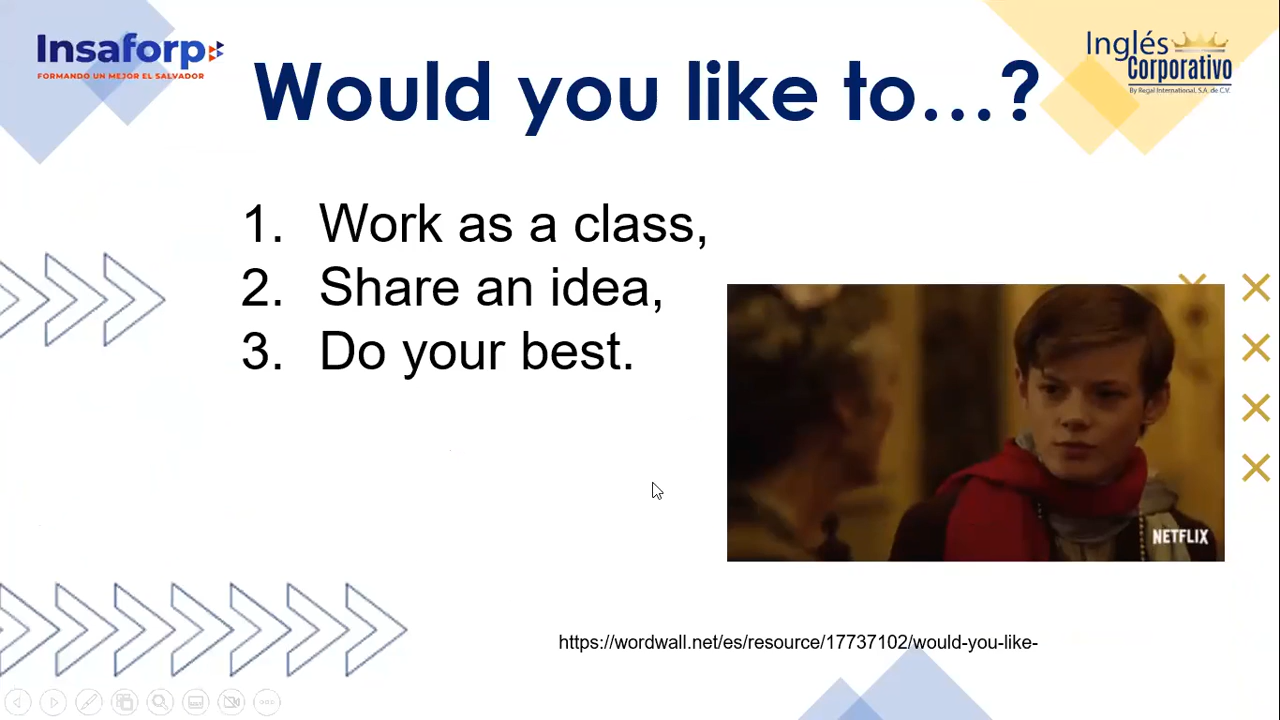 Insaforp
FORMANDO UN MEJOR EL SALVADOR
Inglés
Corporativo
By Regal International, S.A. de C.V.
Would you like to...?
1. Work as a class,
2. Share an idea,
3. Do your best.
NETFLIX
https://wordwall.net/es/resource/17737102/would-you-like-